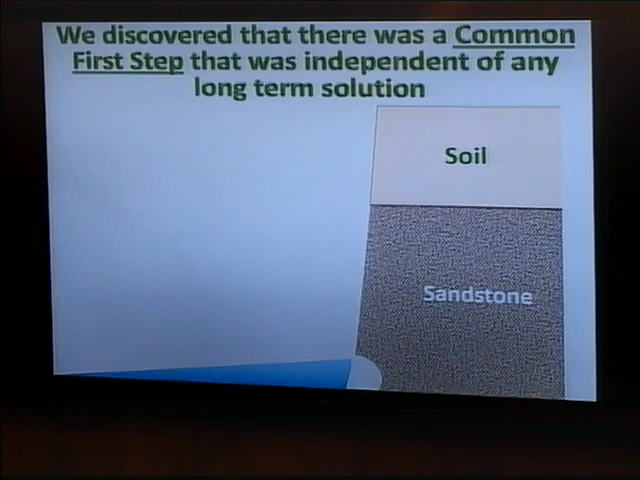 We discovered that there was a Common
First Step that was independent of any
long term solution
Soil
Sandstone